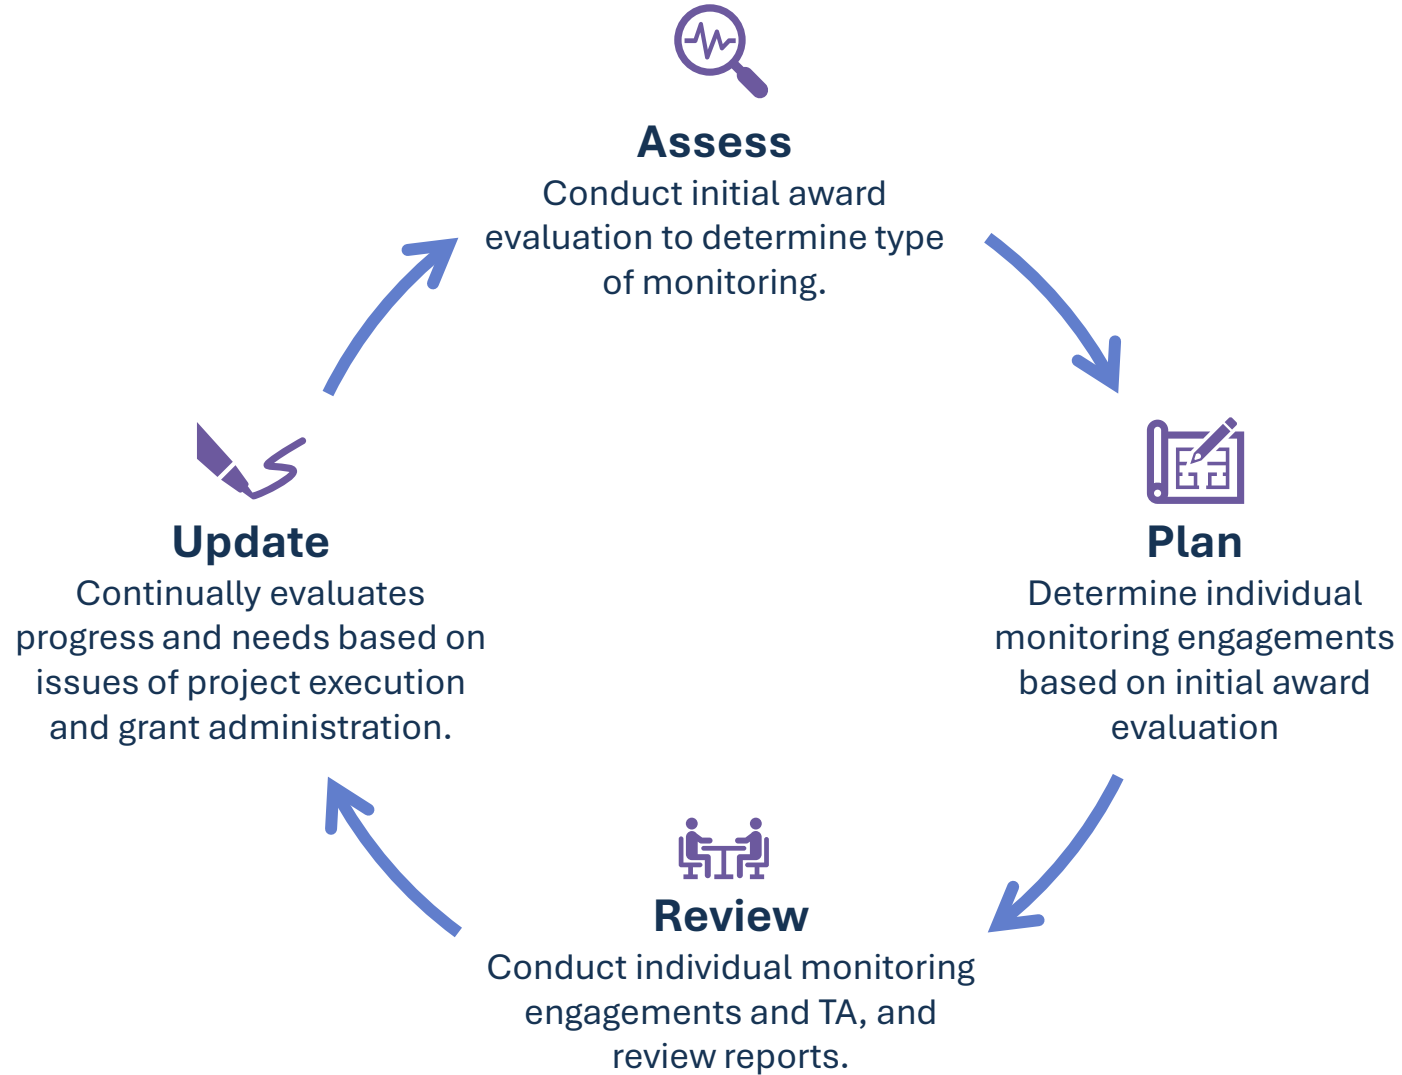 Assess
Conduct initial award
evaluation to determine type
of monitoring.
Plan
Determine individual
monitoring engagements
based on initial award
evaluation
Review
Conduct individual monitoring
engagements and TA, and
review reports.
Update
Continually evaluates
progress and needs based on
issues of project execution
and grant administration.